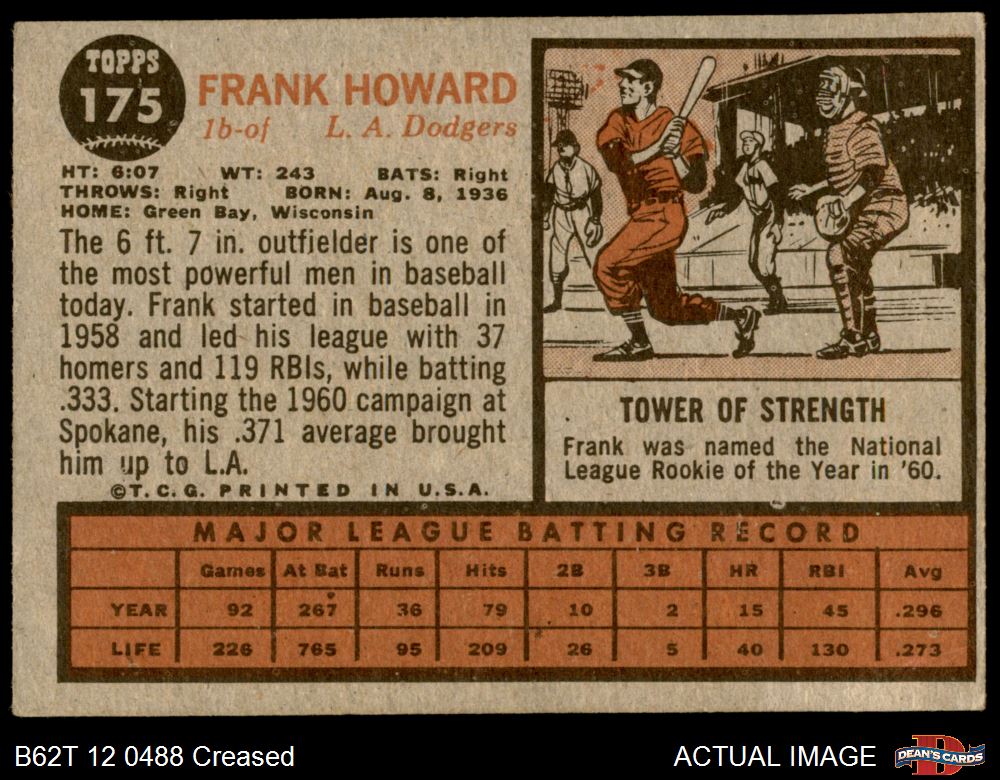 TOPPS
175
FRANK HOWARD
1b-of L. A. Dodgers
HT: 6:07 WT: 243 BATS: Right
THROWS: Right BORN: Aug. 8, 1936
HOME: Green Bay, Wisconsin
The 6 ft. 7 in. outfielder is one of
the most powerful men in baseball
today. Frank started in baseball in
1958 and led his league with 37
homers and 119 RBIs, while batting
.333. Starting the 1960 campaign at
Spokane, his .371 average brought
him up to L.A.
©T.C.G. PRINTED IN U.S.A.
TOWER OF STRENGTH
Frank was named the National
League Rookie of the Year in '60.
MAJOR LEAGUE BATTING RECORD
Games At Bat Runs Hits 2B 3B HR RBI Avg
YEAR 92 267 36 79 10 2 15 45 .296
LIFE 226 765 95 209 26 5 40 130 .273
B62T 12 0488 Creased
ACTUAL IMAGE
DEAN'S CARDS